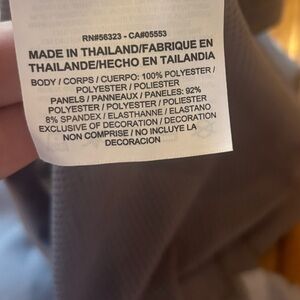 RN#56323 - CA#05553
MADE IN THAILAND/FABRIQUE EN
THAILANDE/HECHO EN TAILANDIA
BODY / CORPS / CUERPO: 100% POLYESTER /
POLYESTER / POLIESTER
PANELS / PANNEAUX / PANELES: 92%
POLYESTER / POLYESTER / POLIESTER
8% SPANDEX / ELASTHANNE / ELASTANO
EXCLUSIVE OF DECORATION / DECORATION
NON COMPRISE / NO INCLUYE LA
DECORACION